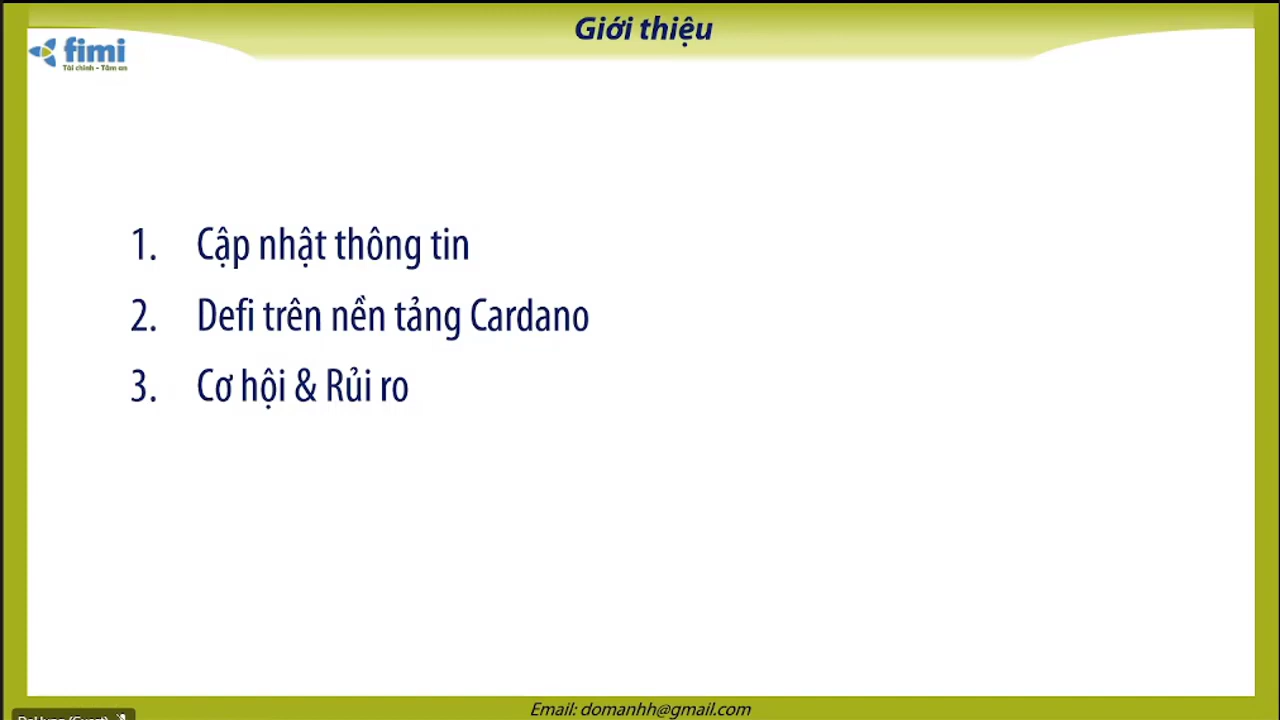 Giới thiệu
fimi
Tài chính - Tâm an
1. Cập nhật thông tin
2. Defi trên nền tảng Cardano
3. Cơ hội & Rủi ro
Email: domanhh@gmail.com